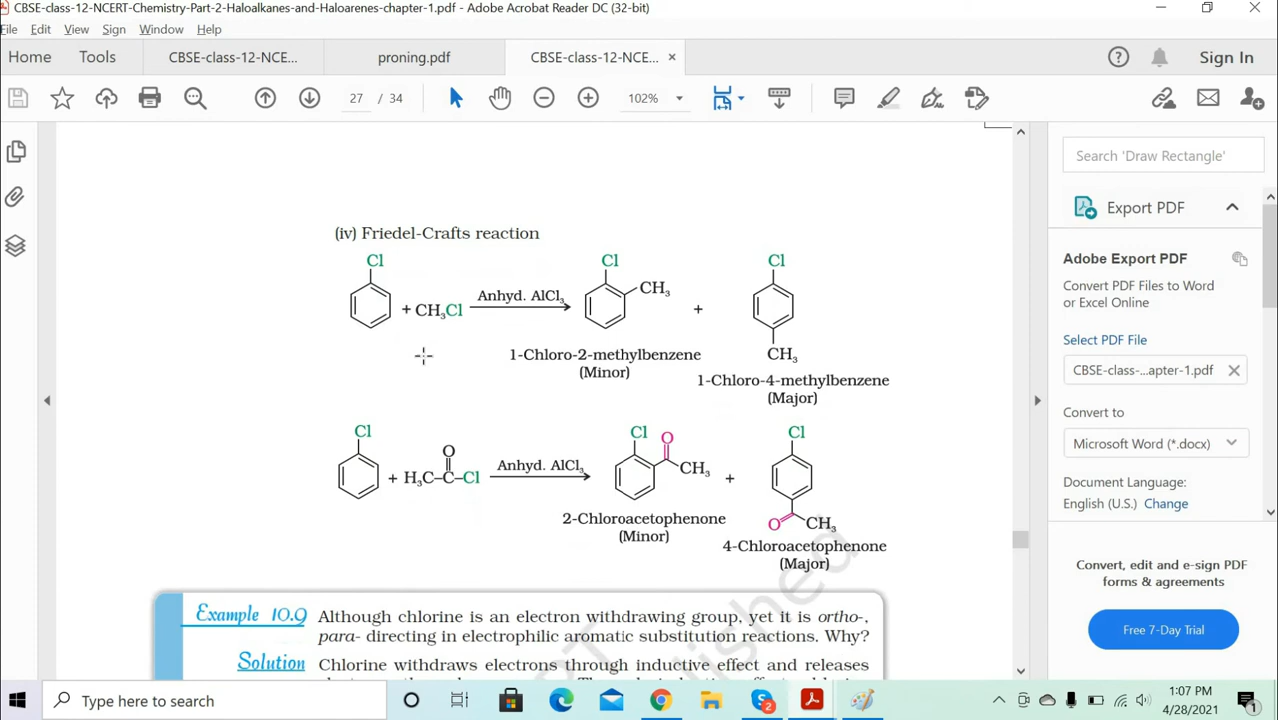 CBSE-class-12-NCERT-Chemistry-Part-2-Haloalkanes-and-Haloarenes-chapter-1.pdf - Adobe Acrobat Reader DC (32-bit)
File Edit View Sign Window Help
Home Tools CBSE-class-12-NCE... proning.pdf CBSE-class-12-NCE... × Sign In
27 / 34 102%
Search 'Draw Rectangle'
Export PDF
Adobe Export PDF
Convert PDF Files to Word
or Excel Online
Select PDF File
CBSE-class-...apter-1.pdf
Convert to
Microsoft Word (*.docx)
Document Language:
English (U.S.) Change
Convert, edit and e-sign PDF
forms & agreements
Free 7-Day Trial
(iv) Friedel-Crafts reaction
Cl Cl Cl
+ CH₃Cl Anhyd. AlCl₃ CH₃ +
CH₃
1-Chloro-2-methylbenzene
(Minor)
1-Chloro-4-methylbenzene
(Major)
Cl O Cl O Cl
+ H₃C–C–Cl Anhyd. AlCl₃ CH₃ +
O CH₃
2-Chloroacetophenone
(Minor)
4-Chloroacetophenone
(Major)
Example 10.9 Although chlorine is an electron withdrawing group, yet it is ortho-,
para- directing in electrophilic aromatic substitution reactions. Why?
Solution Chlorine withdraws electrons through inductive effect and releases
Type here to search
2
1:07 PM
4/28/2021
1